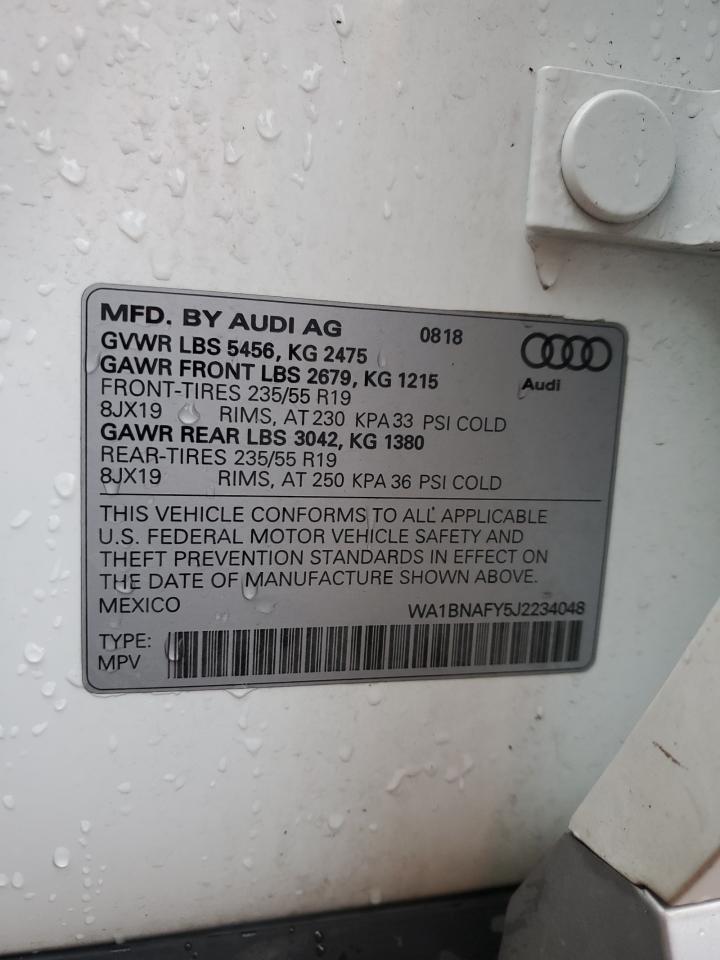 MFD. BY AUDI AG 0818
GVWR LBS 5456, KG 2475
GAWR FRONT LBS 2679, KG 1215
Audi
FRONT-TIRES 235/55 R19
8JX19 RIMS, AT 230 KPA 33 PSI COLD
GAWR REAR LBS 3042, KG 1380
REAR-TIRES 235/55 R19
8JX19 RIMS, AT 250 KPA 36 PSI COLD
THIS VEHICLE CONFORMS TO ALL APPLICABLE
U.S. FEDERAL MOTOR VEHICLE SAFETY AND
THEFT PREVENTION STANDARDS IN EFFECT ON
THE DATE OF MANUFACTURE SHOWN ABOVE.
MEXICO WA1BNAFY5J2234048
TYPE:
MPV